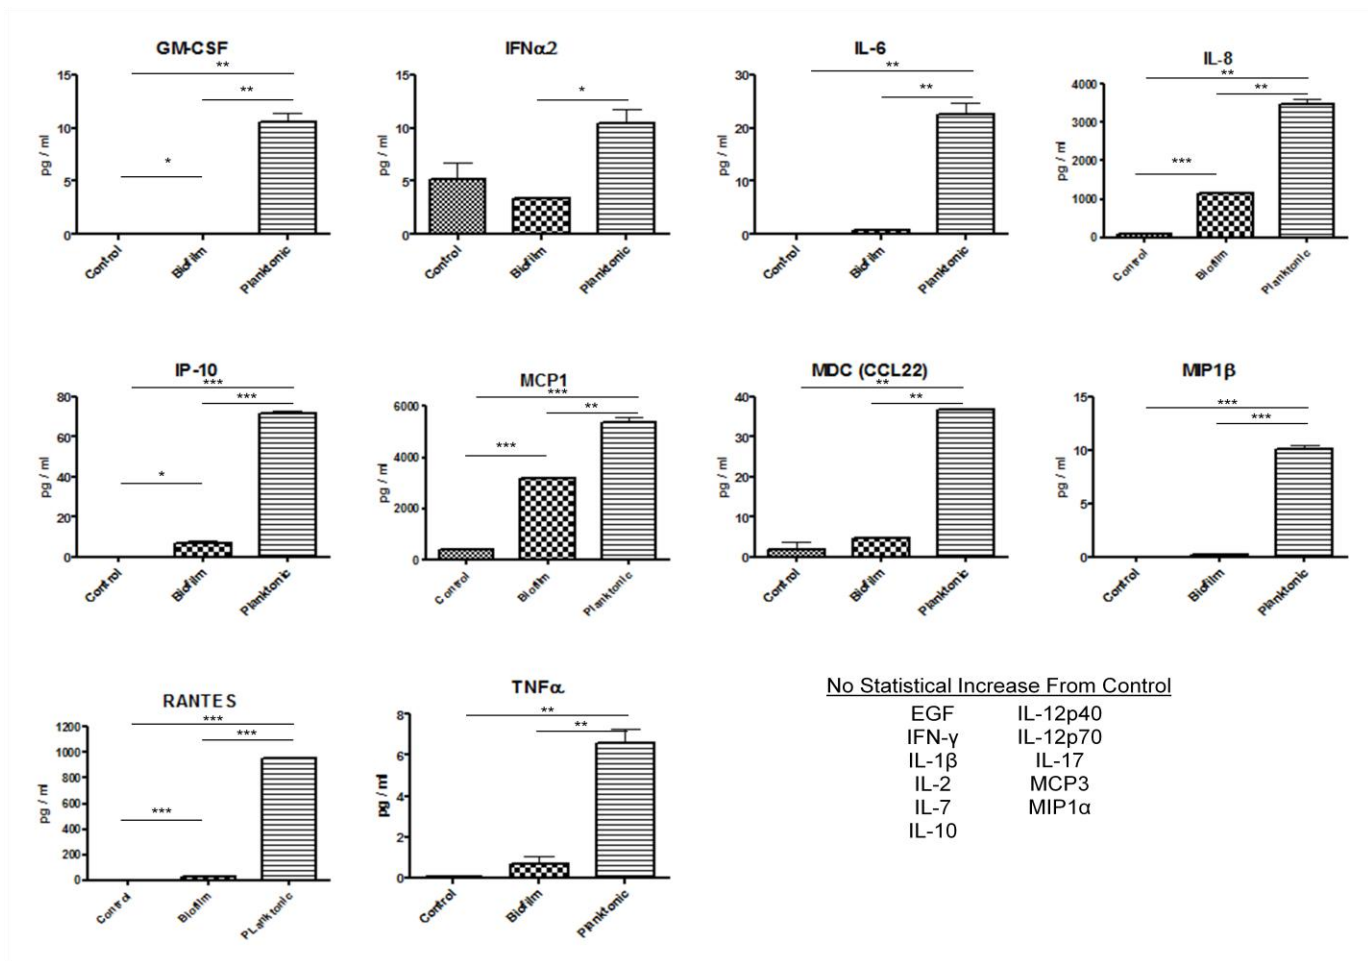 GM-CSF
**
15
**
10
*
5
0
pg / ml
Control
Biofilm
Planktonic
IFNα2
15
*
10
5
0
pg / ml
Control
Biofilm
Planktonic
IL-6
**
30
**
20
10
0
pg / ml
Control
Biofilm
Planktonic
IL-8
**
4000
**
3000
***
2000
1000
0
pg / ml
Control
Biofilm
Planktonic
IP-10
***
80
***
60
*
40
20
0
pg / ml
Control
Biofilm
Planktonic
MCP1
***
6000
**
***
4000
2000
0
pg / ml
Control
Biofilm
Planktonic
MDC (CCL22)
**
40
**
30
20
10
0
pg / ml
Control
Biofilm
Planktonic
MIP1β
15
***
***
10
5
0
pg / ml
Control
Biofilm
Planktonic
RANTES
***
1200
***
1000
800
600
***
400
200
0
pg / ml
Control
Biofilm
PLanktonic
TNFα
**
8
**
6
4
2
0
pg / ml
Control
Biofilm
Planktonic
No Statistical Increase From Control
EGF IL-12p40
IFN-γ IL-12p70
IL-1β IL-17
IL-2 MCP3
IL-7 MIP1α
IL-10